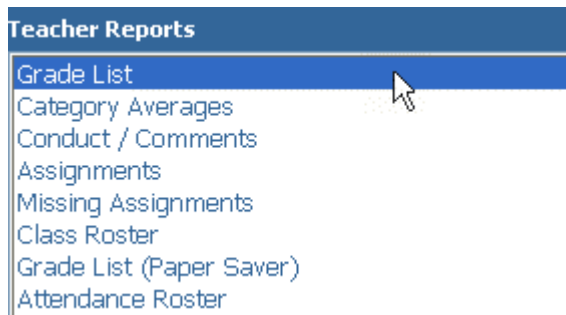 Teacher Reports
Grade List
Category Averages
Conduct / Comments
Assignments
Missing Assignments
Class Roster
Grade List (Paper Saver)
Attendance Roster